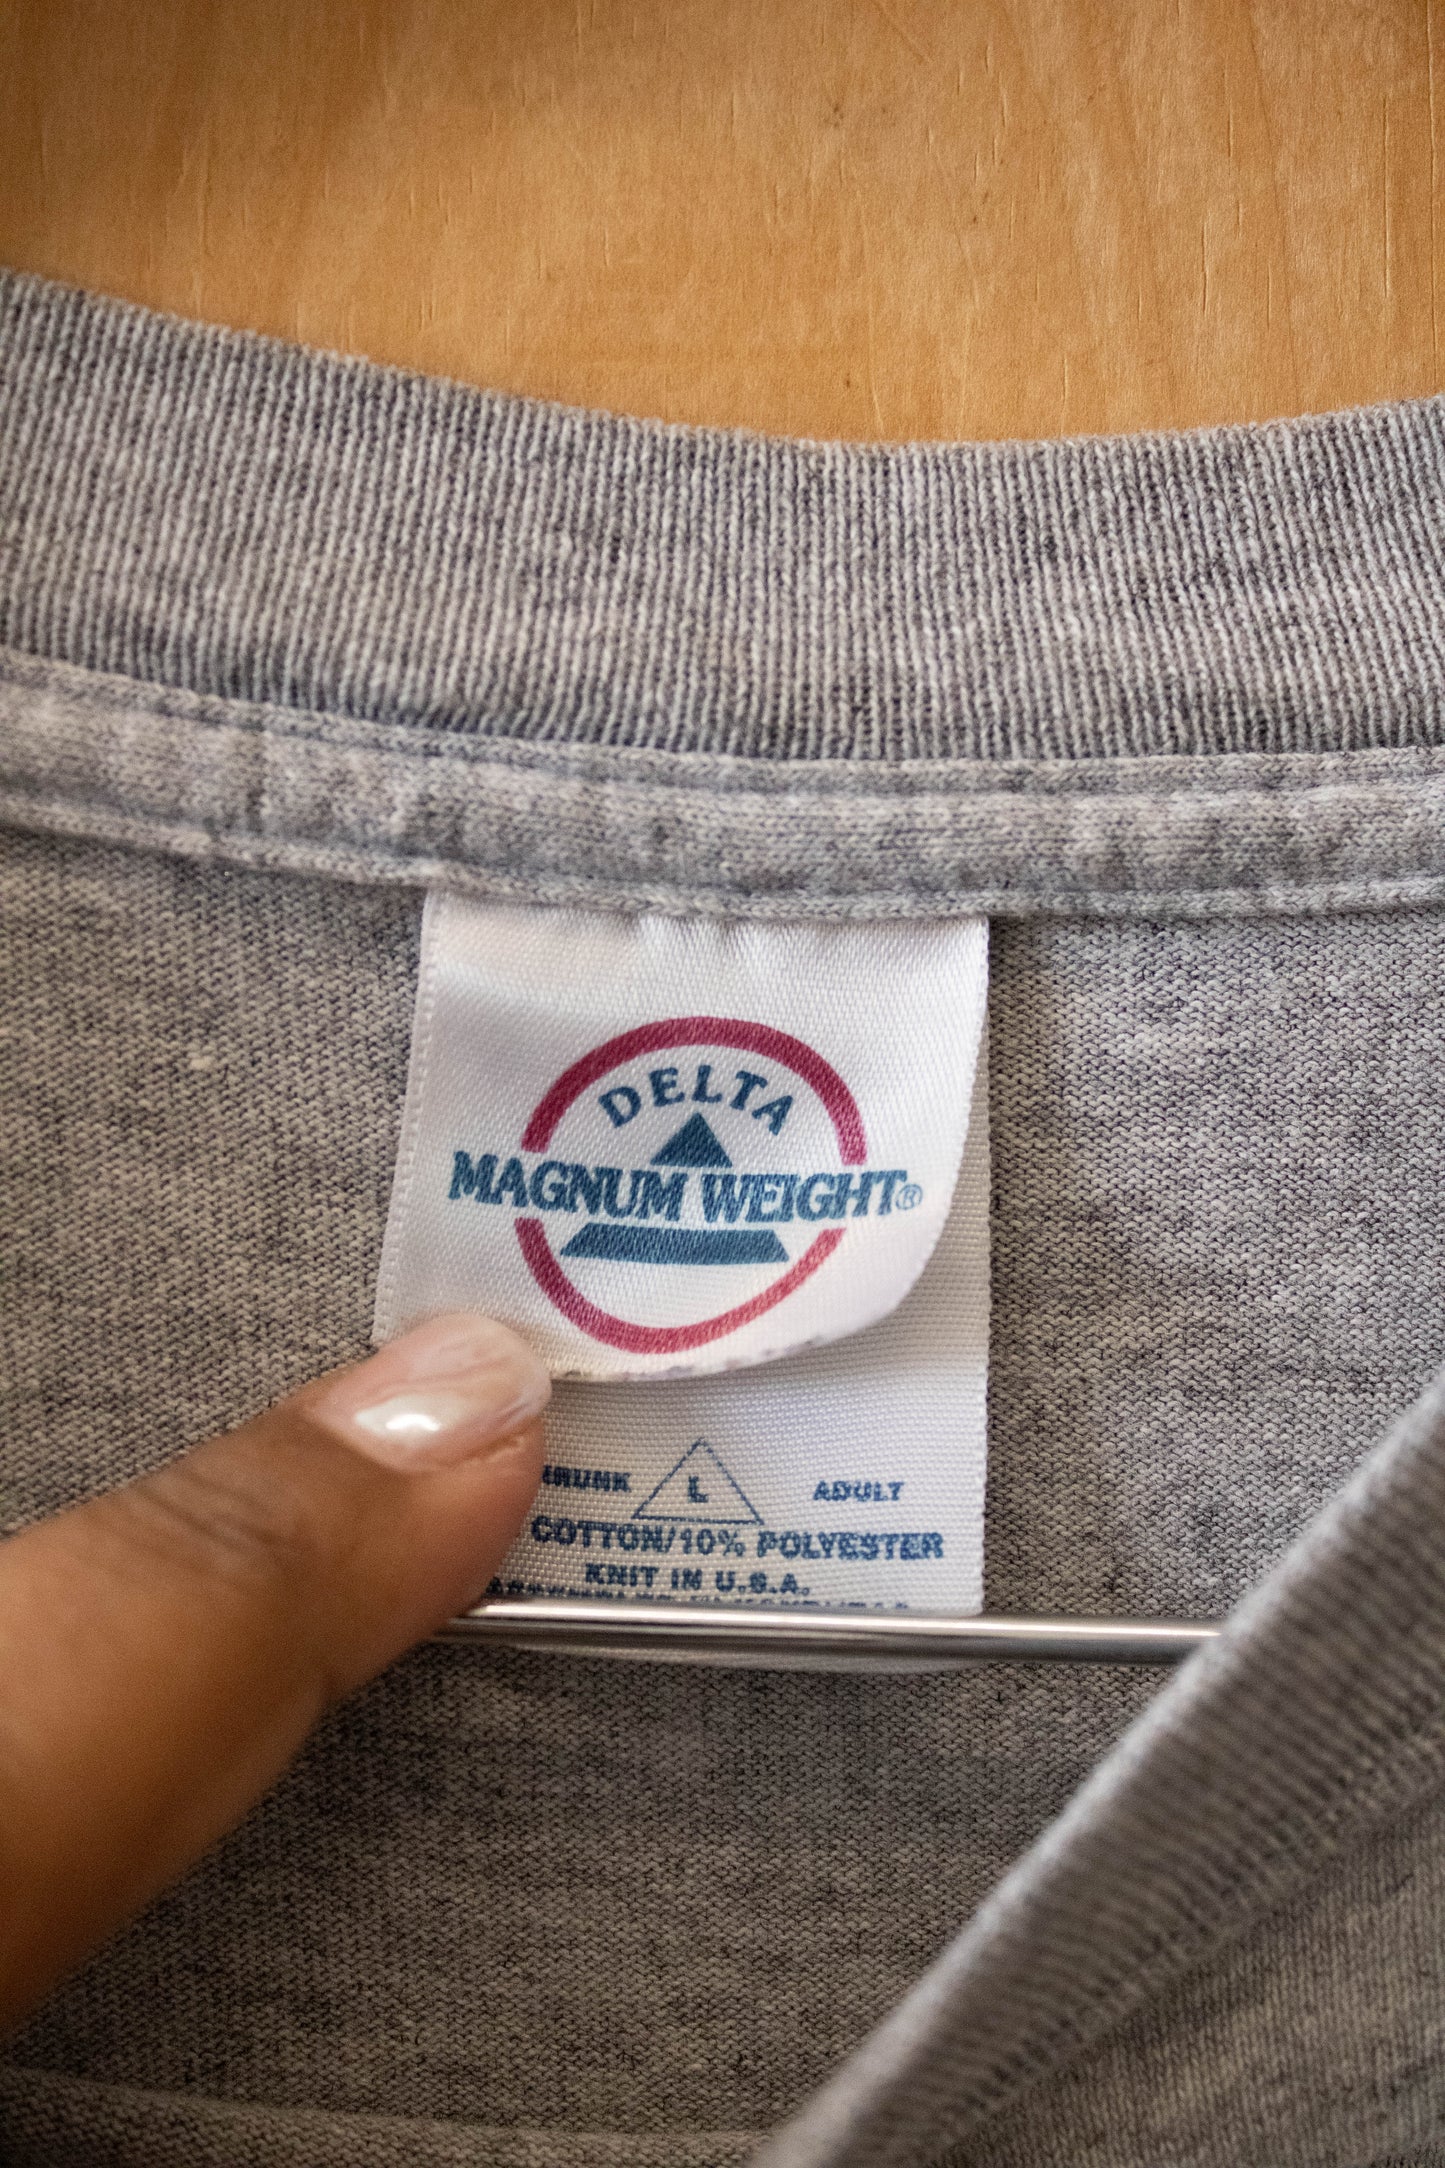 DELTA
MAGNUM WEIGHT®
L ADULT
COTTON/10% POLYESTER
KNIT IN U.S.A.